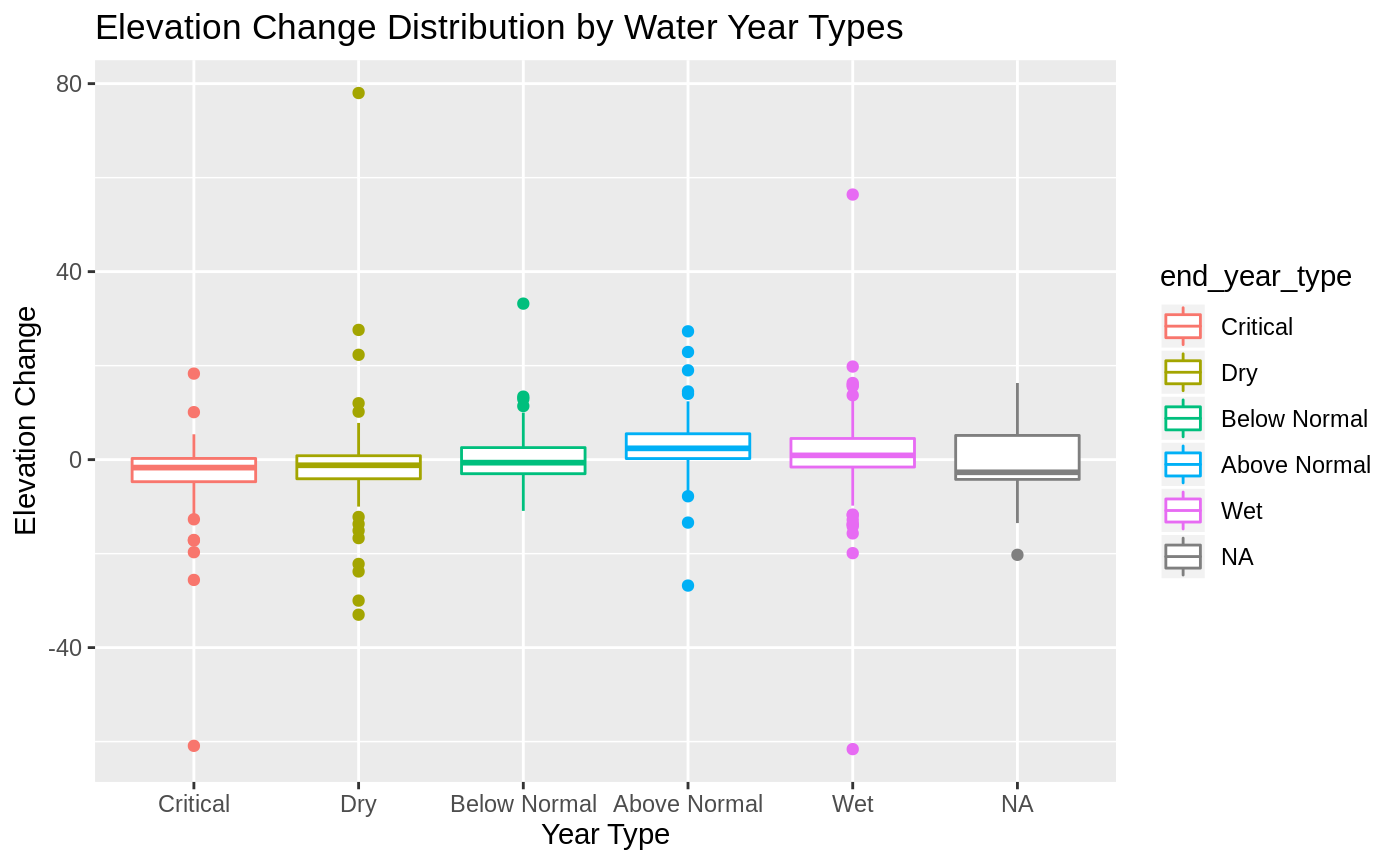 Elevation Change Distribution by Water Year Types
80
40
0
-40
Elevation Change
Critical
Dry
Below Normal
Above Normal
Wet
NA
Year Type
end_year_type
Critical
Dry
Below Normal
Above Normal
Wet
NA